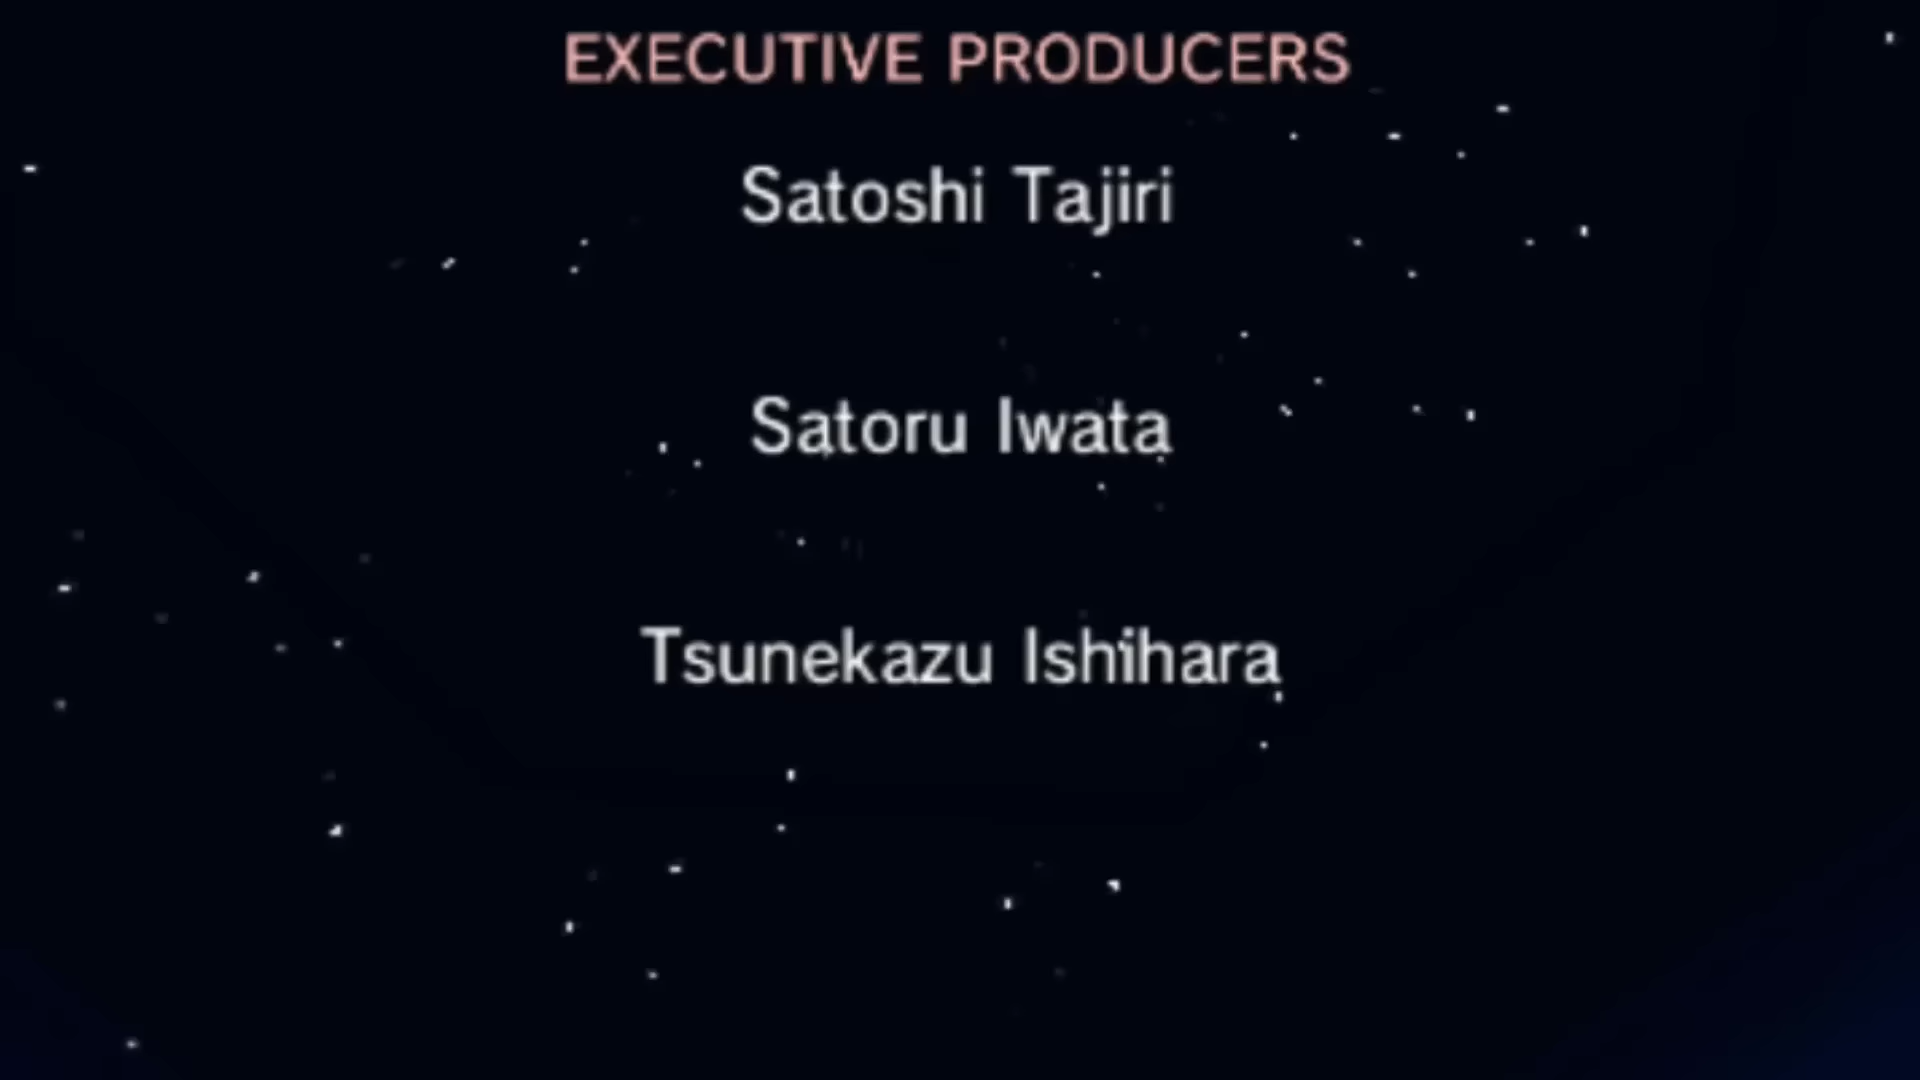 EXECUTIVE PRODUCERS
Satoshi Tajiri
Satoru Iwata
Tsunekazu Ishihara